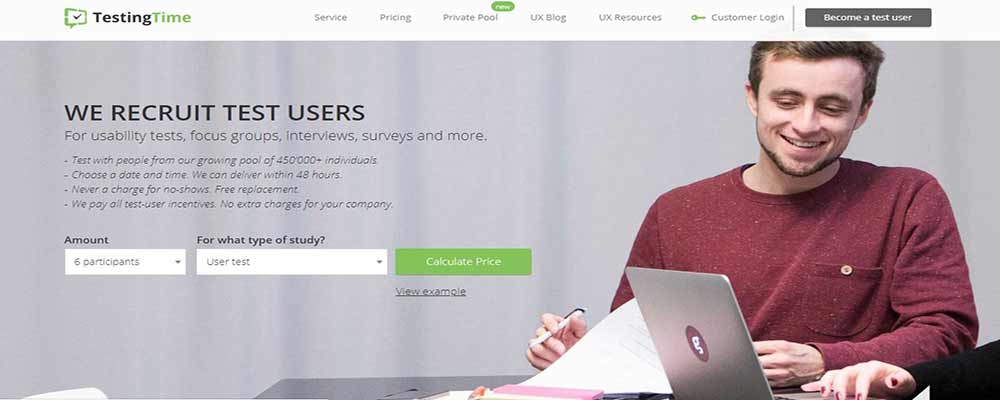 TestingTime
Service
Pricing
Private Pool
new
UX Blog
UX Resources
Customer Login
Become a test user
WE RECRUIT TEST USERS
For usability tests, focus groups, interviews, surveys and more.
- Test with people from our growing pool of 450'000+ individuals.
- Choose a date and time. We can deliver within 48 hours.
- Never a charge for no-shows. Free replacement.
- We pay all test-user incentives. No extra charges for your company.
Amount
For what type of study?
6 participants
User test
Calculate Price
View example